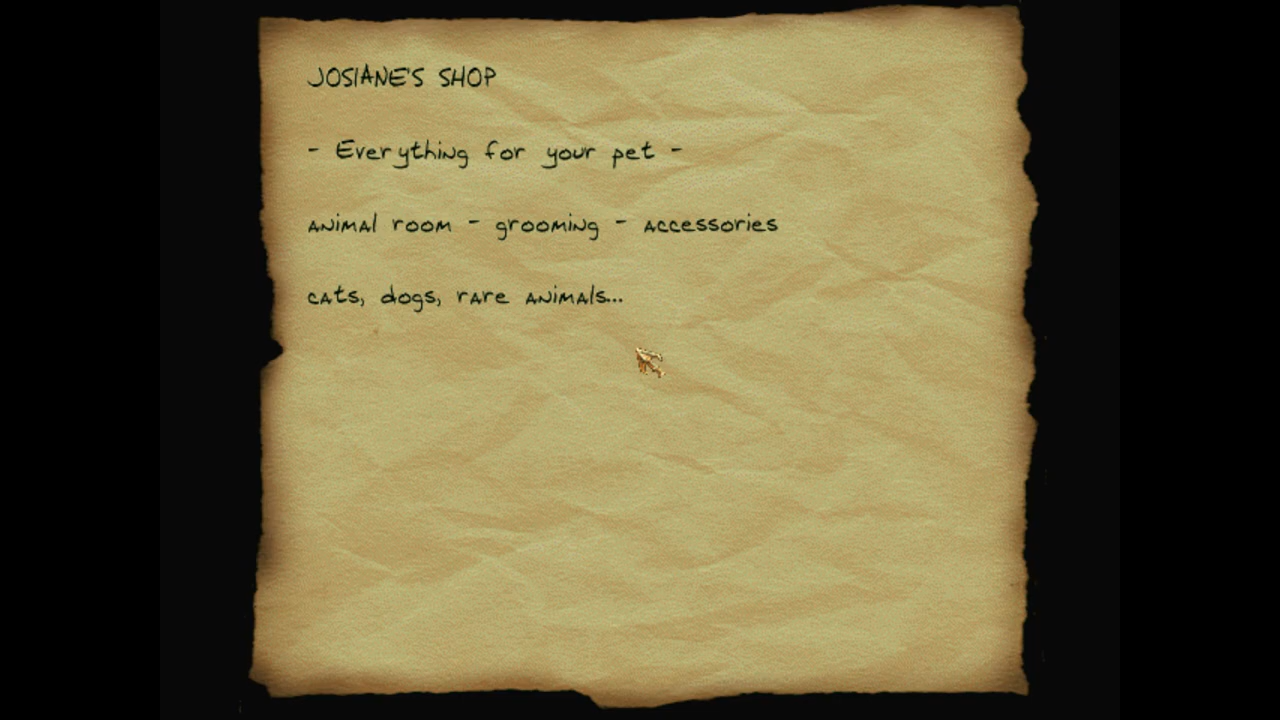 JOSIANE'S SHOP
- Everything for your pet -
animal room - grooming - accessories
cats, dogs, rare animals...